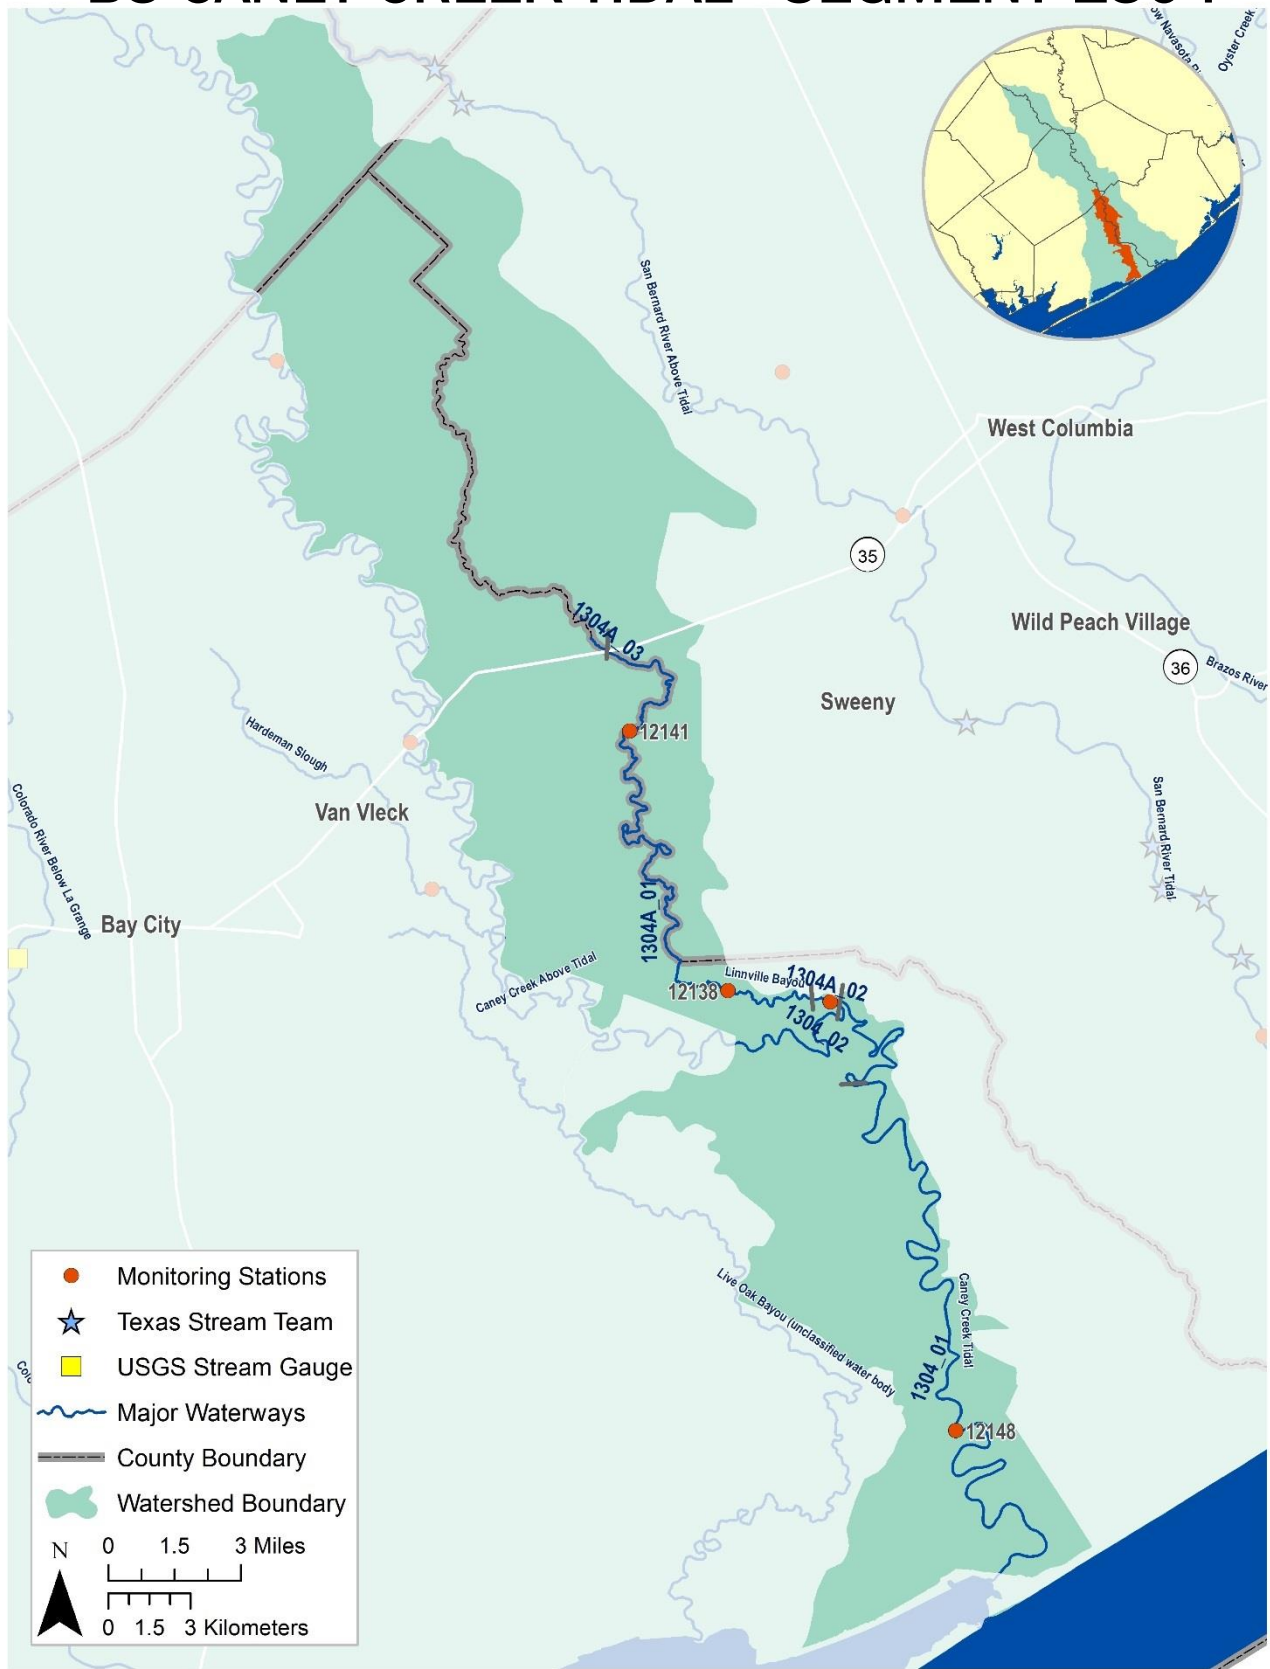 Oyster Creek
San Bernard River Above Tidal
West Columbia
35
1304A_03
Wild Peach Village
36
Brazos River
Sweeny
12141
Hardeman Slough
Van Vleck
Colorado River Below La Grange
San Bernard River Tidal
1304A_01
Bay City
Caney Creek Above Tidal
Linnville Bayou
1304A_02
12138
1304_02
Live Oak Bayou (unclassified water body
Caney Creek Tidal
1304_01
12148
Monitoring Stations
Texas Stream Team
USGS Stream Gauge
Major Waterways
County Boundary
Watershed Boundary
N
0 1.5 3 Miles
0 1.5 3 Kilometers